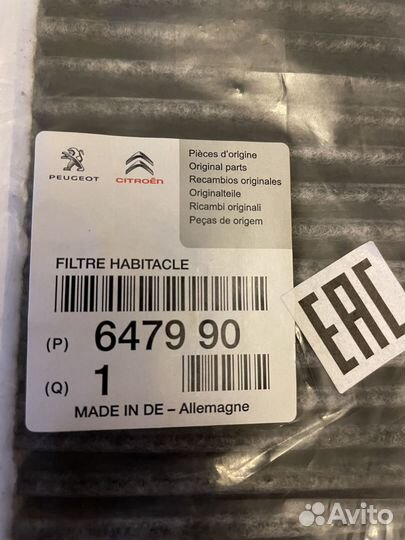 PEUGEOT
CITROËN
Pièces d'origine
Original parts
Recambios originales
Originalteile
Ricambi originali
Peças de origem
FILTRE HABITACLE
(P) 6479 90
(Q) 1
MADE IN DE – Allemagne
EAC
Avito